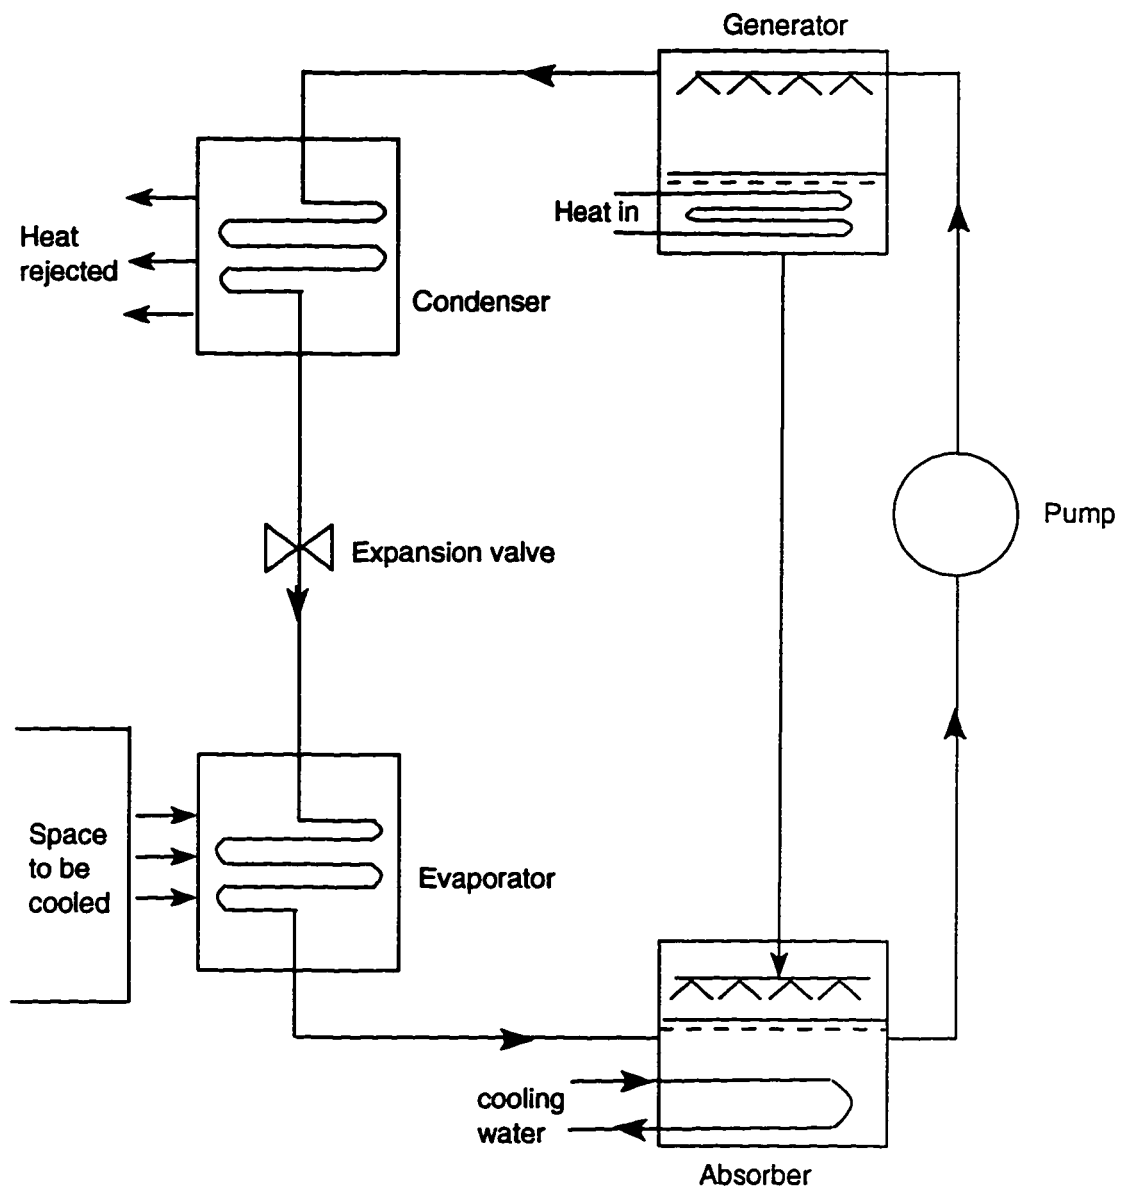 Generator
Heat in
Heat
rejected
Condenser
Pump
Expansion valve
Space
to be
cooled
Evaporator
cooling
water
Absorber